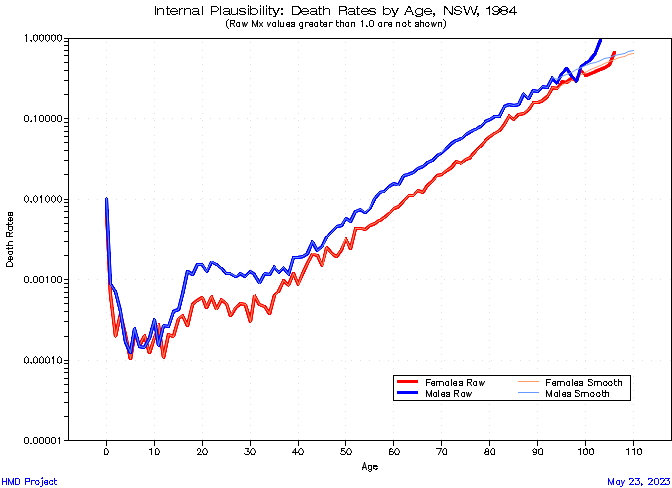 Internal Plausibility: Death Rates by Age, NSW, 1984
(Raw Mx values greater than 1.0 are not shown)
1.00000
0.10000
0.01000
0.00100
0.00010
0.00001
Death Rates
0 10 20 30 40 50 60 70 80 90 100 110
Age
Females Raw Females Smooth
Males Raw Males Smooth
HMD Project May 23, 2023